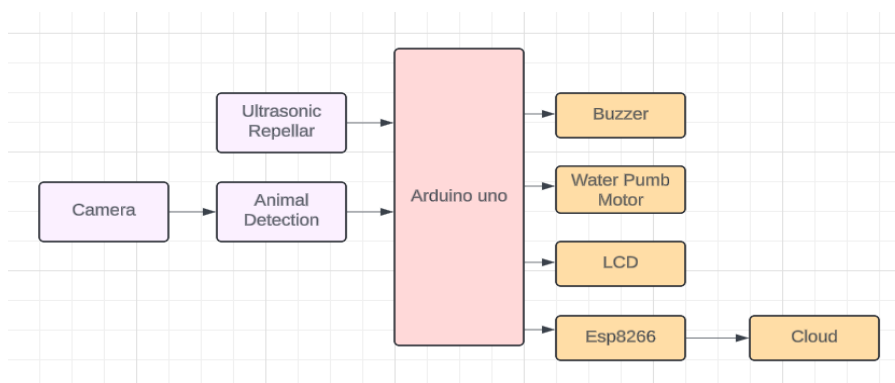 Ultrasonic
Repellar
Camera
Animal
Detection
Arduino uno
Buzzer
Water Pumb
Motor
LCD
Esp8266
Cloud